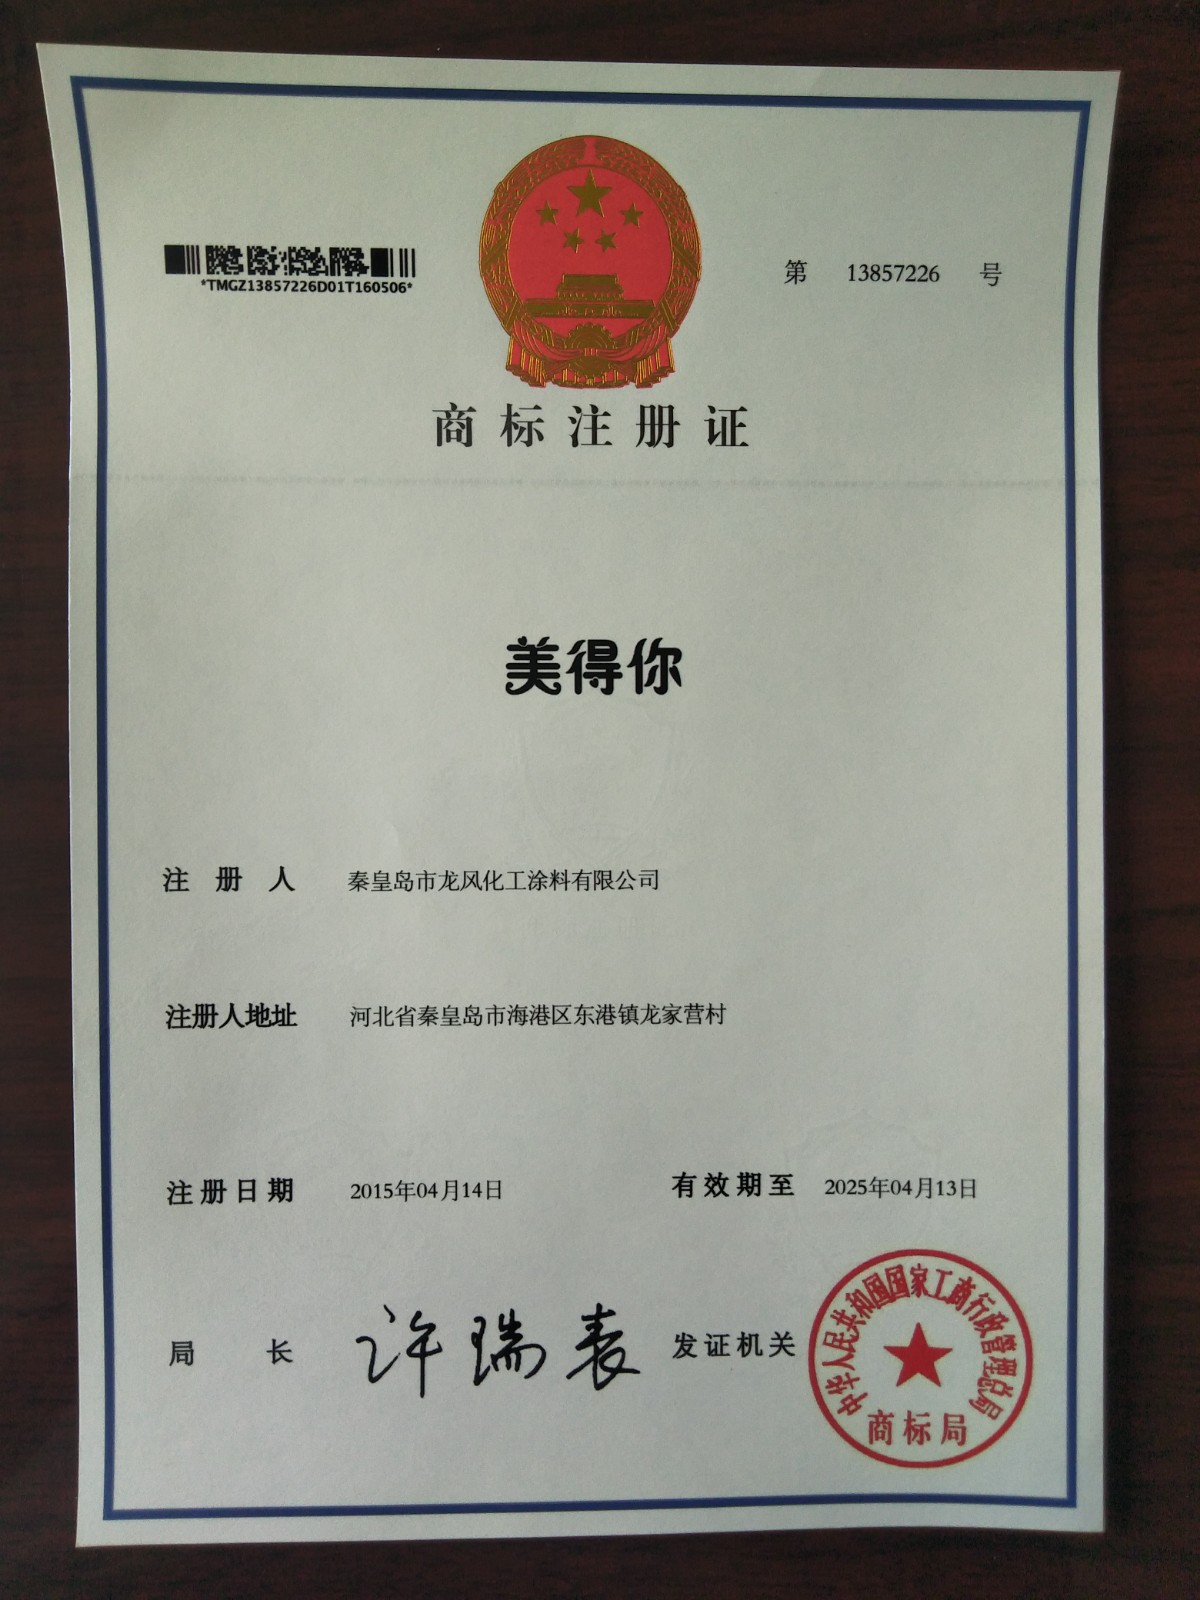 *TMGZ13857226D01T160506*
第 13857226 号
商标注册证
美得你
注册人 秦皇岛市龙风化工涂料有限公司
注册人地址 河北省秦皇岛市海港区东港镇龙家营村
注册日期 2015年04月14日 有效期至 2025年04月13日
局长 许瑞表 发证机关
中华人民共和国国家工商行政管理总局
商标局